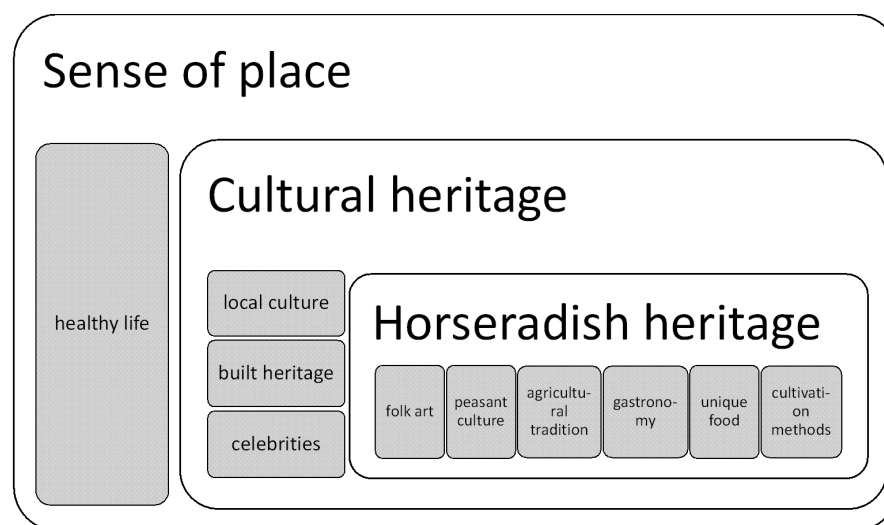 Sense of place
healthy life
Cultural heritage
local culture
built heritage
celebrities
Horseradish heritage
folk art
peasant
culture
agricultu-
ral
tradition
gastrono-
my
unique
food
cultivati-
on
methods